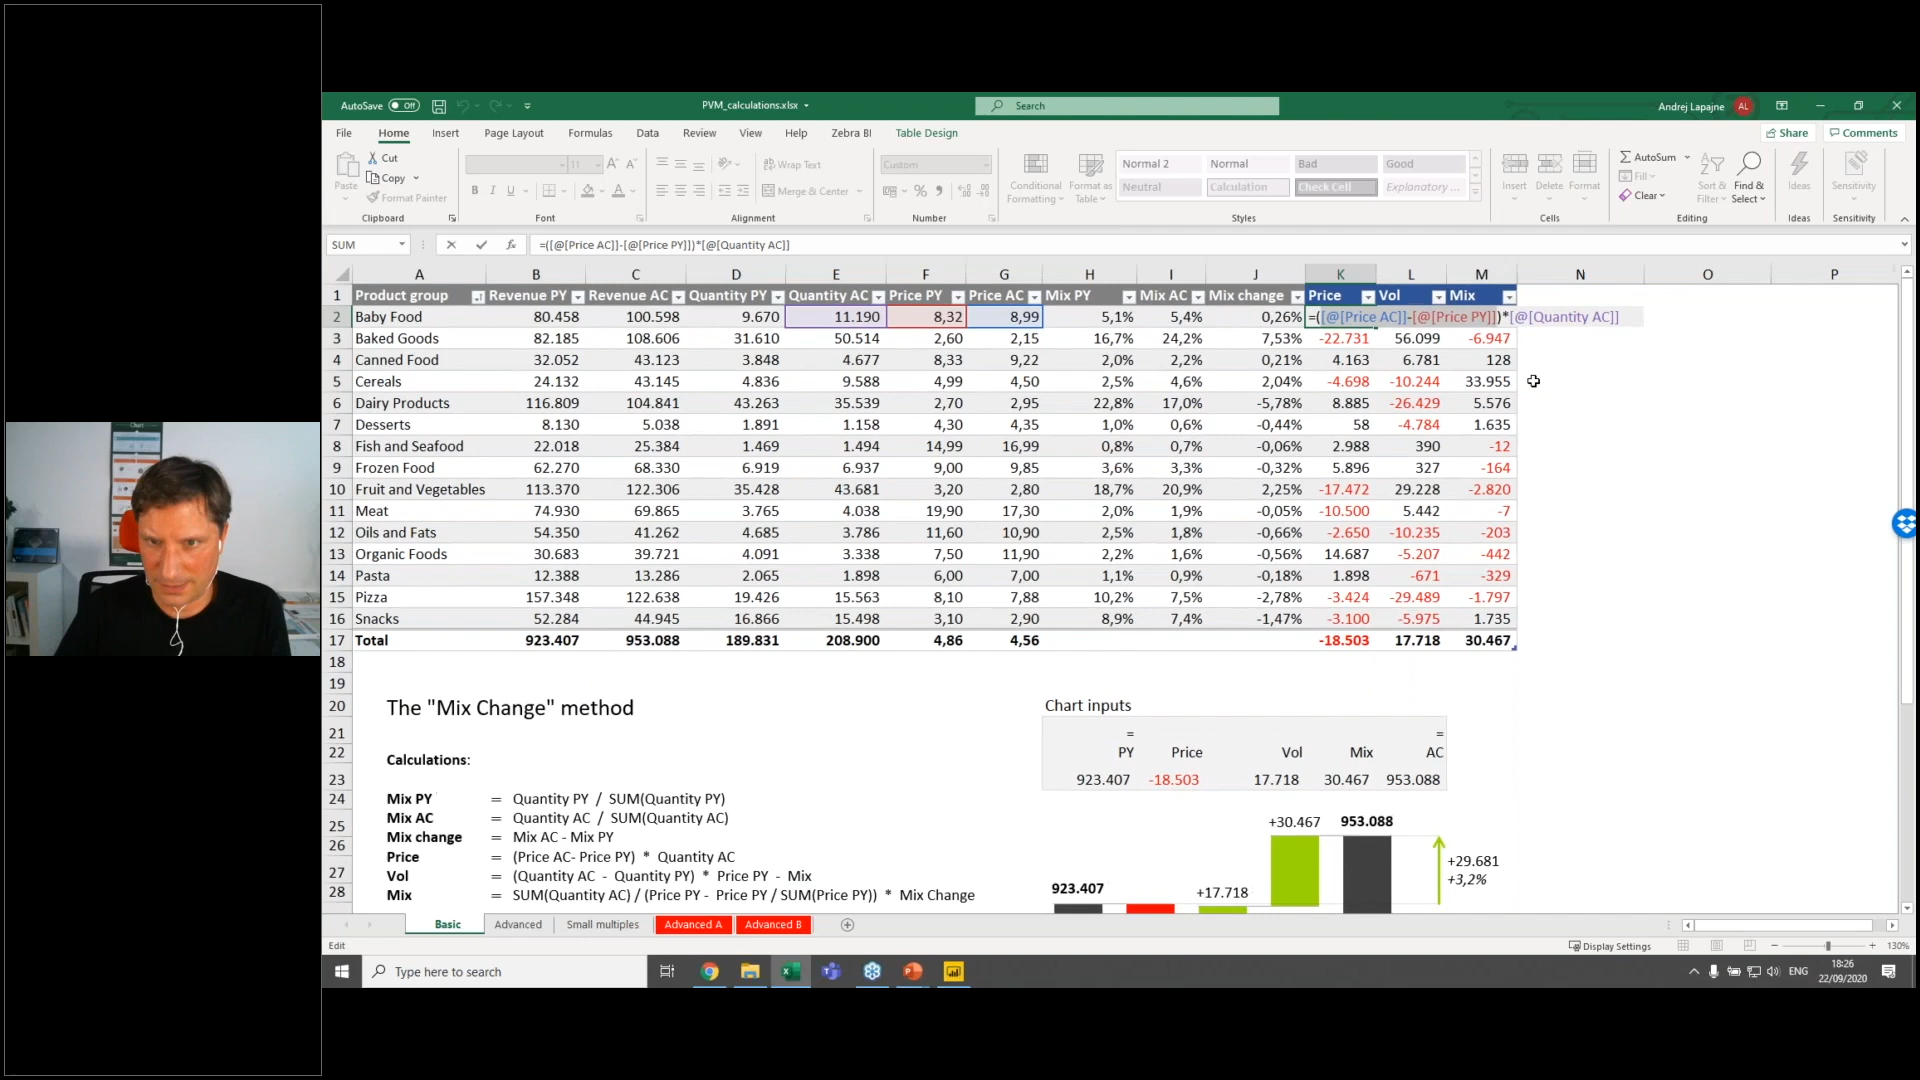 AutoSave Off PVM_calculations.xlsx Search Andrej Lapajne AL
File Home Insert Page Layout Formulas Data Review View Help Zebra BI Table Design Share Comments
Paste Cut Copy Format Painter Clipboard
11 Font
Wrap Text Merge & Center Alignment
Custom Number
Conditional Formatting Format as Table Normal 2 Normal Bad Good Neutral Calculation Check Cell Explanatory ... Styles
Insert Delete Format Cells
AutoSum Fill Clear Sort & Filter Find & Select Editing
Ideas Ideas
Sensitivity Sensitivity
SUM fx =([@[Price AC]]-[@[Price PY]])*[@[Quantity AC]]
A B C D E F G H I J K L M N O P
1 Product group Revenue PY Revenue AC Quantity PY Quantity AC Price PY Price AC Mix PY Mix AC Mix change Price Vol Mix
2 Baby Food 80.458 100.598 9.670 11.190 8,32 8,99 5,1% 5,4% 0,26% =([@[Price AC]]-[@[Price PY]])*[@[Quantity AC]]
3 Baked Goods 82.185 108.606 31.610 50.514 2,60 2,15 16,7% 24,2% 7,53% -22.731 56.099 -6.947
4 Canned Food 32.052 43.123 3.848 4.677 8,33 9,22 2,0% 2,2% 0,21% 4.163 6.781 128
5 Cereals 24.132 43.145 4.836 9.588 4,99 4,50 2,5% 4,6% 2,04% -4.698 -10.244 33.955
6 Dairy Products 116.809 104.841 43.263 35.539 2,70 2,95 22,8% 17,0% -5,78% 8.885 -26.429 5.576
7 Desserts 8.130 5.038 1.891 1.158 4,30 4,35 1,0% 0,6% -0,44% 58 -4.784 1.635
8 Fish and Seafood 22.018 25.384 1.469 1.494 14,99 16,99 0,8% 0,7% -0,06% 2.988 390 -12
9 Frozen Food 62.270 68.330 6.919 6.937 9,00 9,85 3,6% 3,3% -0,32% 5.896 327 -164
10 Fruit and Vegetables 113.370 122.306 35.428 43.681 3,20 2,80 18,7% 20,9% 2,25% -17.472 29.228 -2.820
11 Meat 74.930 69.865 3.765 4.038 19,90 17,30 2,0% 1,9% -0,05% -10.500 5.442 -7
12 Oils and Fats 54.350 41.262 4.685 3.786 11,60 10,90 2,5% 1,8% -0,66% -2.650 -10.235 -203
13 Organic Foods 30.683 39.721 4.091 3.338 7,50 11,90 2,2% 1,6% -0,56% 14.687 -5.207 -442
14 Pasta 12.388 13.286 2.065 1.898 6,00 7,00 1,1% 0,9% -0,18% 1.898 -671 -329
15 Pizza 157.348 122.638 19.426 15.563 8,10 7,88 10,2% 7,5% -2,78% -3.424 -29.489 -1.797
16 Snacks 52.284 44.945 16.866 15.498 3,10 2,90 8,9% 7,4% -1,47% -3.100 -5.975 1.735
17 Total 923.407 953.088 189.831 208.900 4,86 4,56 -18.503 17.718 30.467
18
19
20 The "Mix Change" method Chart inputs
21 = =
22 Calculations: PY Price Vol Mix AC
23 923.407 -18.503 17.718 30.467 953.088
24 Mix PY = Quantity PY / SUM(Quantity PY)
25 Mix AC = Quantity AC / SUM(Quantity AC) +30.467 953.088
26 Mix change = Mix AC - Mix PY
27 Price = (Price AC- Price PY) * Quantity AC +29.681
Vol = (Quantity AC - Quantity PY) * Price PY - Mix +3,2%
28 Mix = SUM(Quantity AC) / (Price PY - Price PY / SUM(Price PY)) * Mix Change 923.407 +17.718
Basic Advanced Small multiples Advanced A Advanced B
Edit Display Settings 130%
Type here to search ENG 18:26
22/09/2020